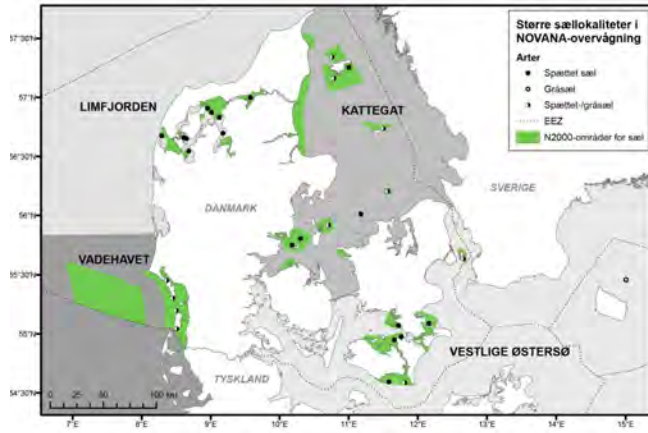 Større sællokaliteter i
NOVANA-overvågning
Arter
Spættet sæl
Gråsæl
Spættet-/gråsæl
EEZ
N2000-områder for sæl
57°30'N
57°N
56°30'N
56°N
55°30'N
55°N
54°30'N
LIMFJORDEN
KATTEGAT
SVERIGE
DANMARK
VADEHAVET
VESTLIGE ØSTERSØ
TYSKLAND
0 25 50 100 km
7°E 8°E 9°E 10°E 11°E 12°E 13°E 14°E 15°E